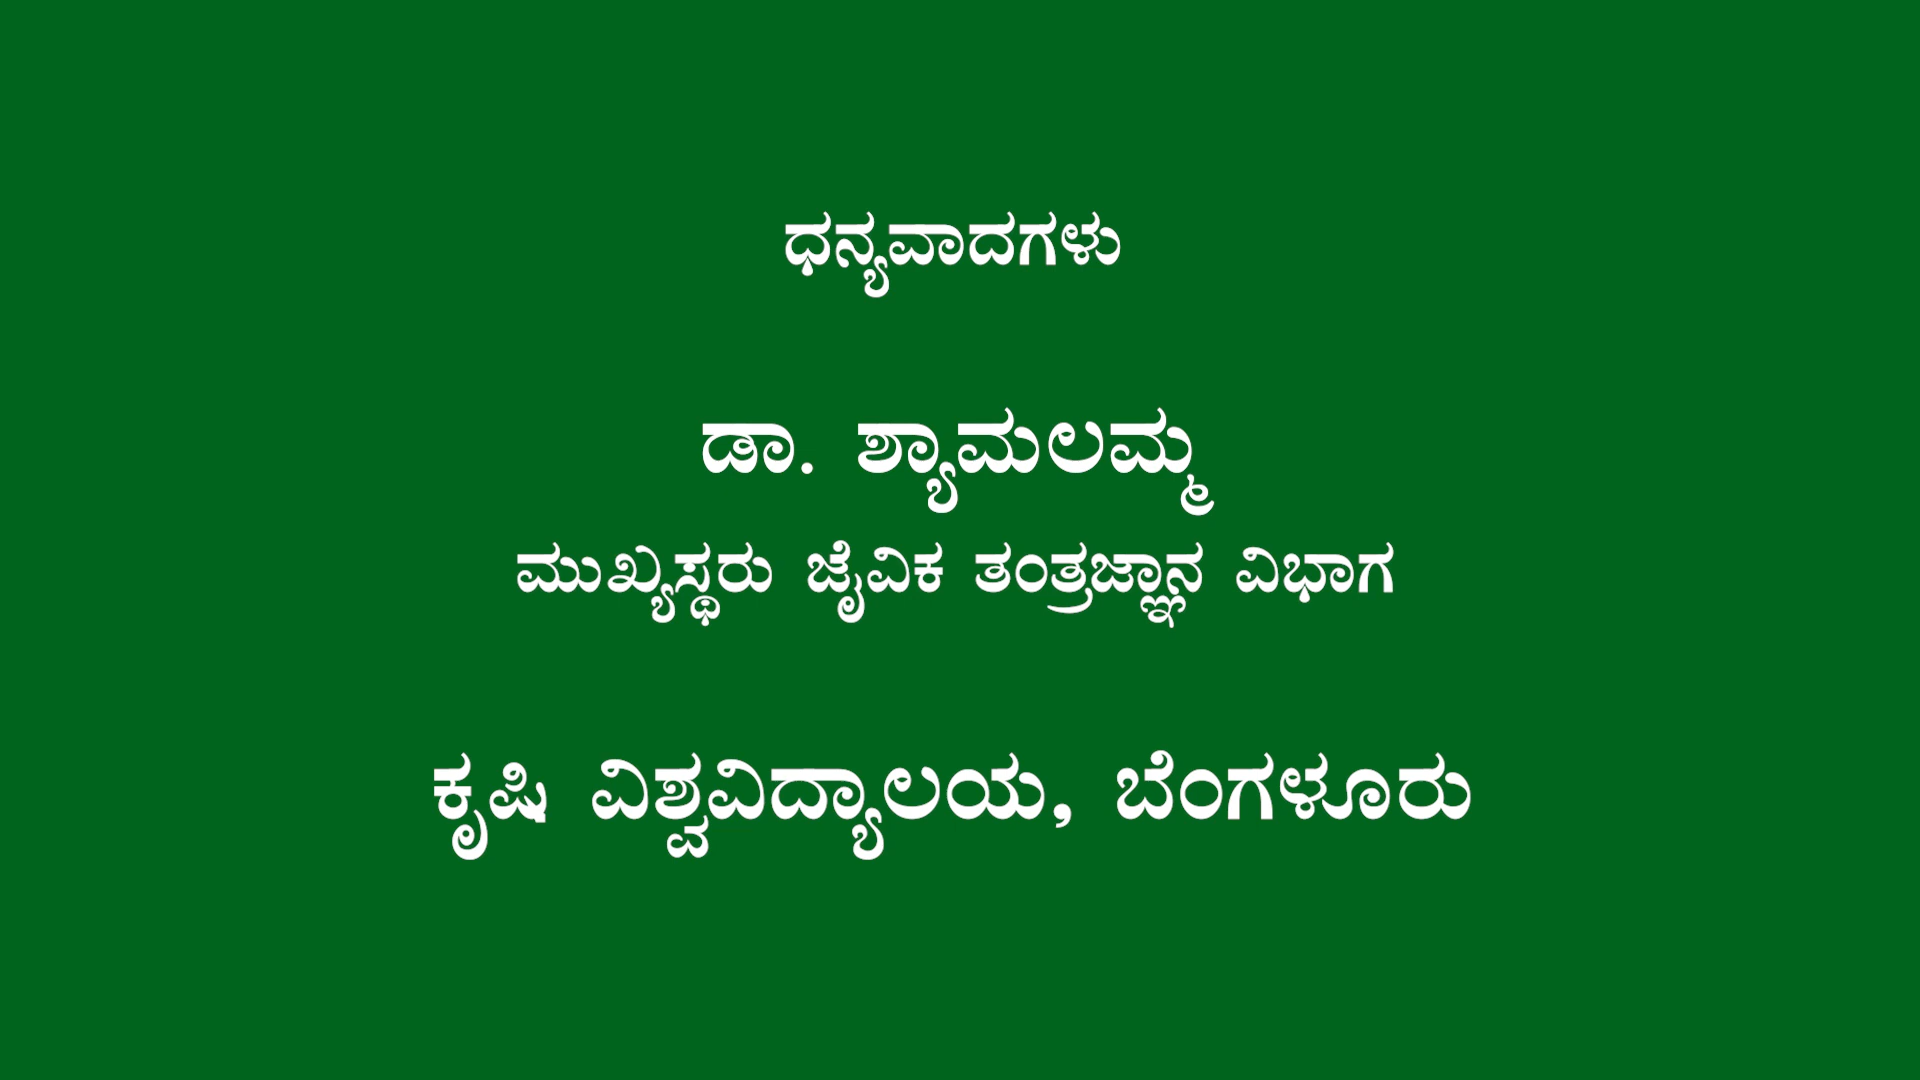 ಧನ್ಯವಾದಗಳು
ಡಾ. ಶ್ಯಾಮಲಮ್ಮ
ಮುಖ್ಯಸ್ಥರು ಜೈವಿಕ ತಂತ್ರಜ್ಞಾನ ವಿಭಾಗ
ಕೃಷಿ ವಿಶ್ವವಿದ್ಯಾಲಯ, ಬೆಂಗಳೂರು